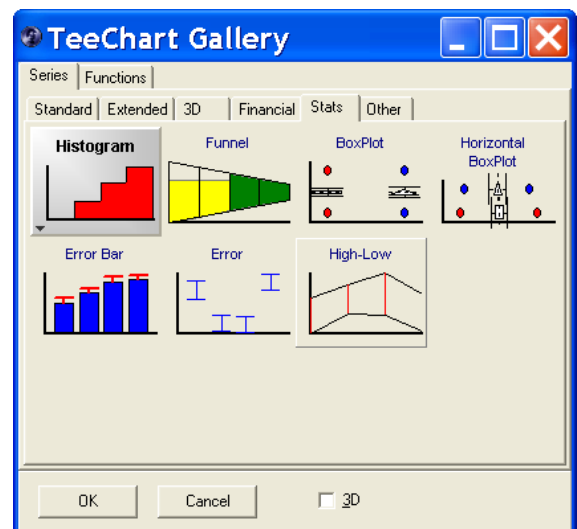 TeeChart Gallery
Series Functions
Standard Extended 3D Financial Stats Other
Histogram Funnel BoxPlot Horizontal
BoxPlot
Error Bar Error High-Low
OK Cancel 3D